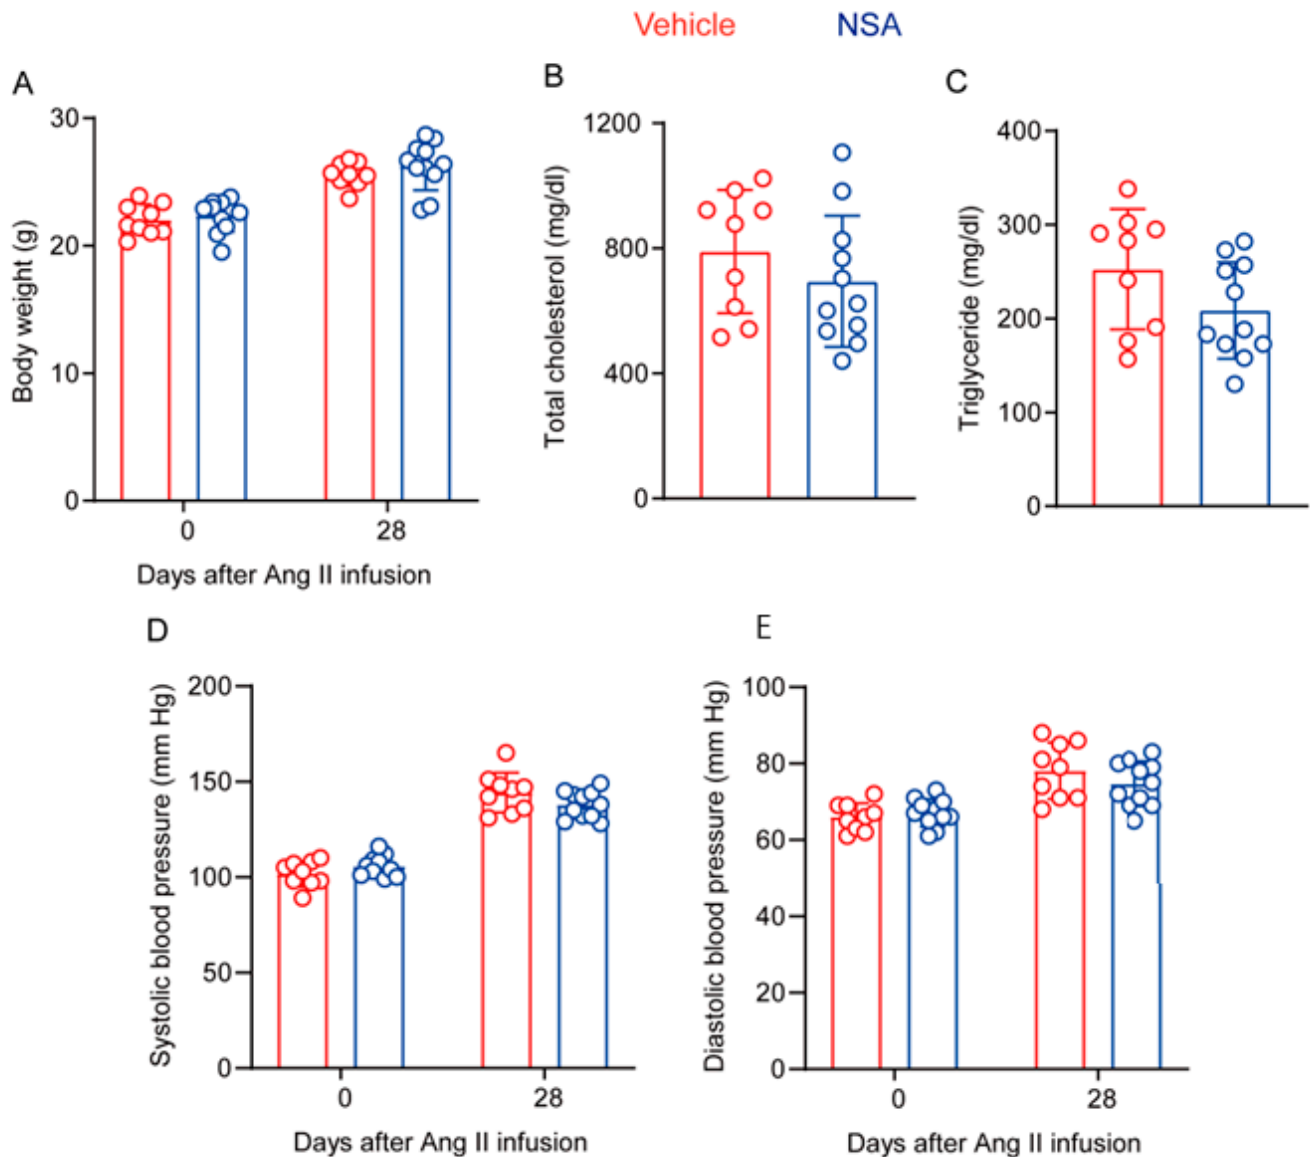 Vehicle NSA
A
30
20
10
0
Body weight (g)
0 28
Days after Ang II infusion
B
1200
800
400
0
Total cholesterol (mg/dl)
C
400
300
200
100
0
Triglyceride (mg/dl)
D
200
150
100
50
0
Systolic blood pressure (mm Hg)
0 28
Days after Ang II infusion
E
100
80
60
40
20
0
Diastolic blood pressure (mm Hg)
0 28
Days after Ang II infusion